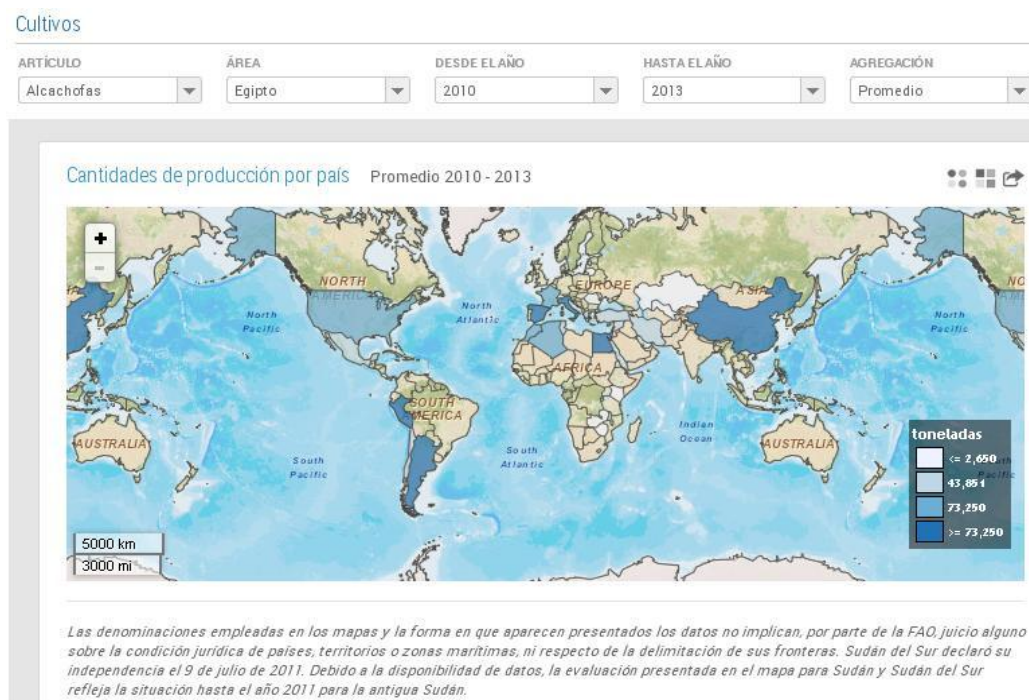 Cultivos
ARTÍCULO ÁREA DESDE EL AÑO HASTA EL AÑO AGREGACIÓN
Alcachofas Egipto 2010 2013 Promedio
Cantidades de producción por país Promedio 2010 - 2013
+
-
NORTH
AMERICA
EUROPE
ASIA
North
Pacific
North
Atlantic
North
Pacific
AFRICA
SOUTH
AMERICA
AUSTRALIA
Indian
Ocean
AUSTRALIA
South
Pacific
South
Atlantic
toneladas
<= 2,650
43,851
73,250
>= 73,250
5000 km
3000 mi
Las denominaciones empleadas en los mapas y la forma en que aparecen presentados los datos no implican, por parte de la FAO, juicio alguno
sobre la condición jurídica de países, territorios o zonas marítimas, ni respecto de la delimitación de sus fronteras. Sudán del Sur declaró su
independencia el 9 de julio de 2011. Debido a la disponibilidad de datos, la evaluación presentada en el mapa para Sudán y Sudán del Sur
refleja la situación hasta el año 2011 para la antigua Sudán.